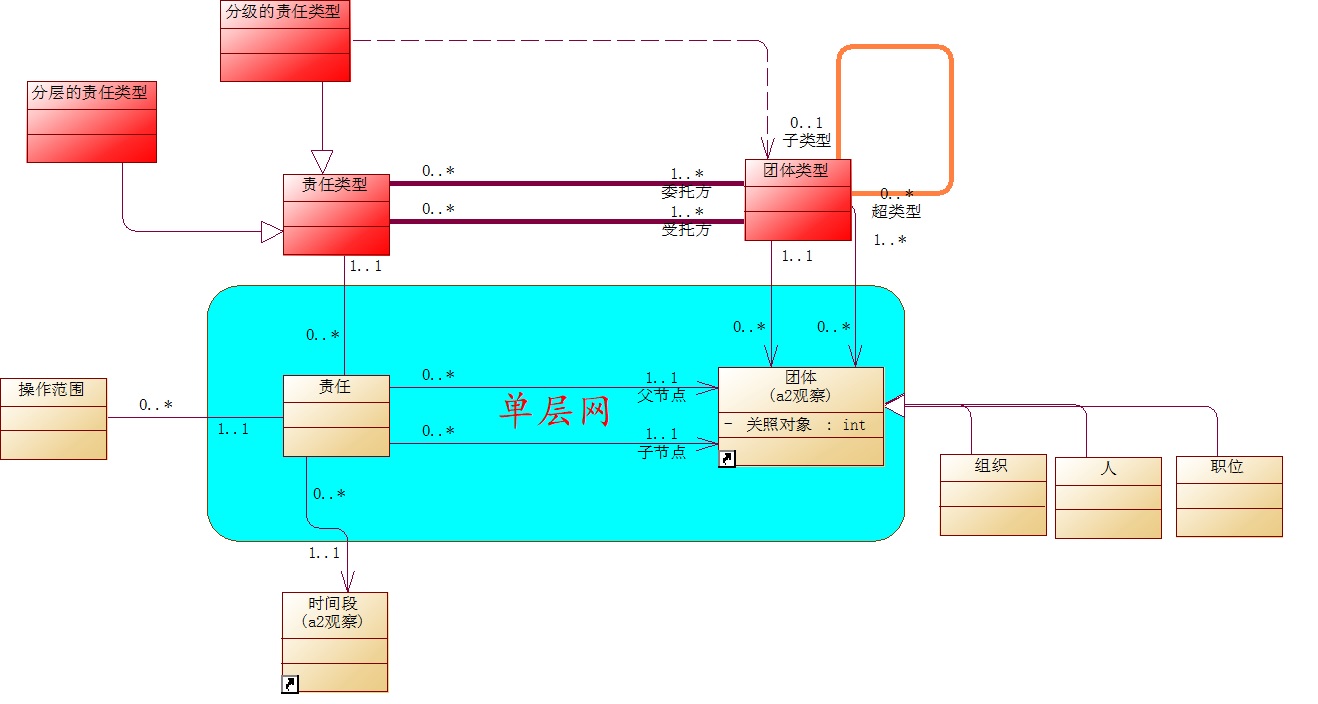 分级的责任类型
分层的责任类型
0..1
子类型
责任类型
0..*
1..*
委托方
0..*
1..*
受托方
团体类型
0..*
超类型
1..*
1..1
1..1
0..*
0..*
0..*
操作范围
0..*
1..1
责任
0..*
1..1
父节点
单层网
0..*
1..1
子节点
团体
(a2观察)
- 关照对象 : int
组织
人
职位
0..*
1..1
时间段
(a2观察)